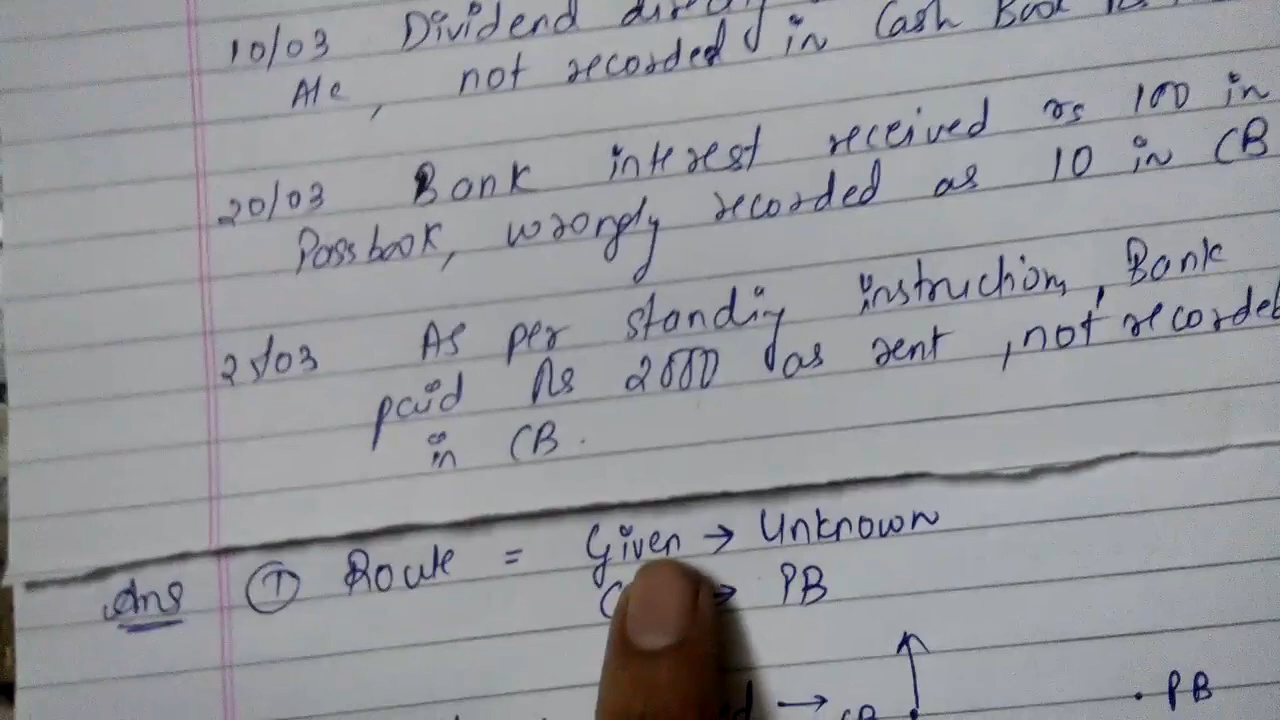 10/03 Dividend
A/c, not recorded in Cash Book
20/03 Bank interest received rs 100 in
Passbook, wrongly recorded as 10 in CB
25/03 As per standing instruction, Bank
paid Rs 2000 as rent, not recorded
in CB.
Ans ① Route = Given → Unknown
C → PB
→ CB
PB